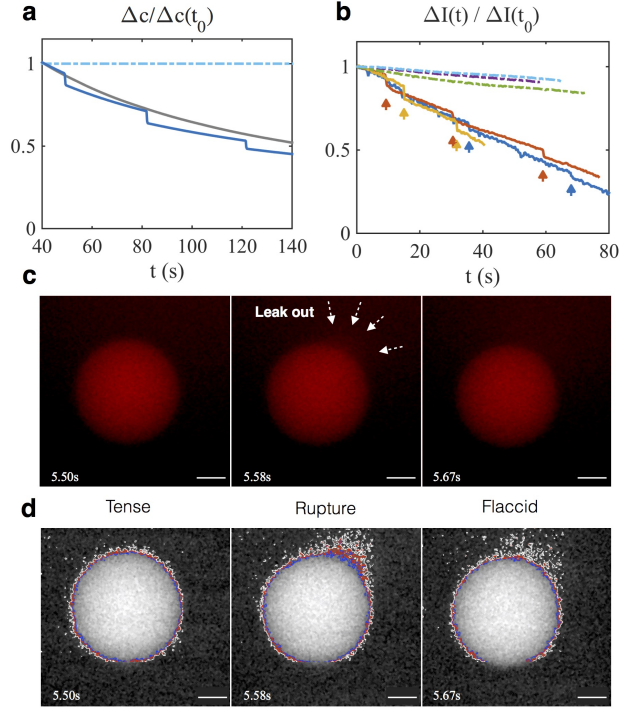 a
Δc/Δc(t₀)
1
0.5
0
40 60 80 100 120 140
t (s)
b
ΔI(t) / ΔI(t₀)
1
0.5
0
0 20 40 60 80
t (s)
c
Leak out
5.50s
5.58s
5.67s
d
Tense Rupture Flaccid
5.50s
5.58s
5.67s